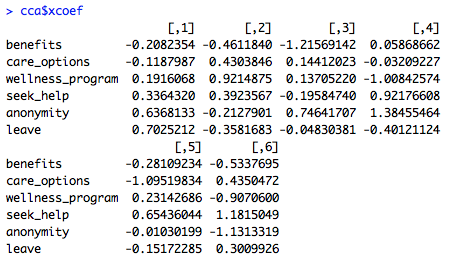 > cca$xcoef
[,1] [,2] [,3] [,4]
benefits -0.2082354 -0.4611840 -1.21569142 0.05868662
care_options -0.1187987 0.4303846 0.14412023 -0.03209227
wellness_program 0.1916068 0.9214875 0.13705220 -1.00842574
seek_help 0.3364320 0.3923567 -0.19584740 0.92176608
anonymity 0.6368133 -0.2127901 0.74641707 1.38455464
leave 0.7025212 -0.3581683 -0.04830381 -0.40121124
[,5] [,6]
benefits -0.28109234 -0.5337695
care_options -1.09519834 0.4350472
wellness_program 0.23142686 -0.9070600
seek_help 0.65436044 1.1815049
anonymity -0.01030199 -1.1131319
leave -0.15172285 0.3009926